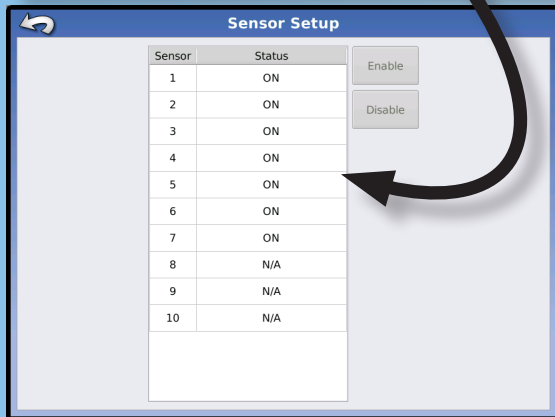 Sensor Setup
Sensor Status
1 ON
2 ON
3 ON
4 ON
5 ON
6 ON
7 ON
8 N/A
9 N/A
10 N/A
Enable
Disable